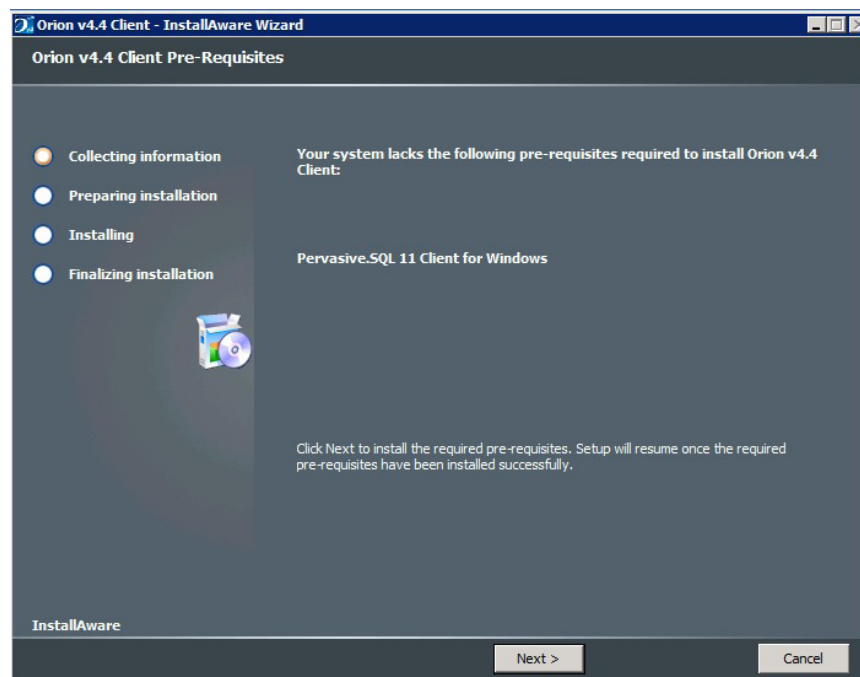 Orion v4.4 Client - InstallAware Wizard
Orion v4.4 Client Pre-Requisites
Collecting information
Preparing installation
Installing
Finalizing installation
Your system lacks the following pre-requisites required to install Orion v4.4
Client:
Pervasive.SQL 11 Client for Windows
Click Next to install the required pre-requisites. Setup will resume once the required
pre-requisites have been installed successfully.
InstallAware
Next >
Cancel